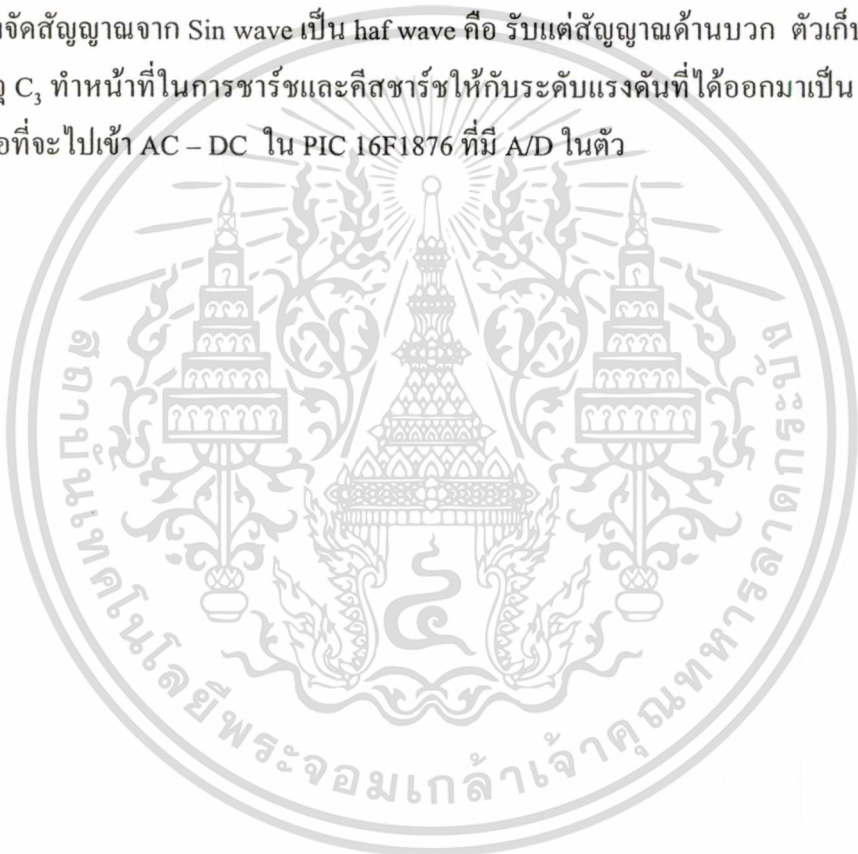 งจัดสัญญาณจาก Sin wave เป็น haf wave คือ รับแต่สัญญาณด้านบวก ตัวเก็บ
จุ C₃ ทำหน้าที่ในการชาร์ชและดีสชาร์ชให้กับระดับแรงดันที่ได้ออกมาเป็น
อที่จะไปเข้า AC – DC ใน PIC 16F1876 ที่มี A/D ในตัว
สถาบันเทคโนโลยีพระจอมเกล้าเจ้าคุณทหารลาดกระบัง